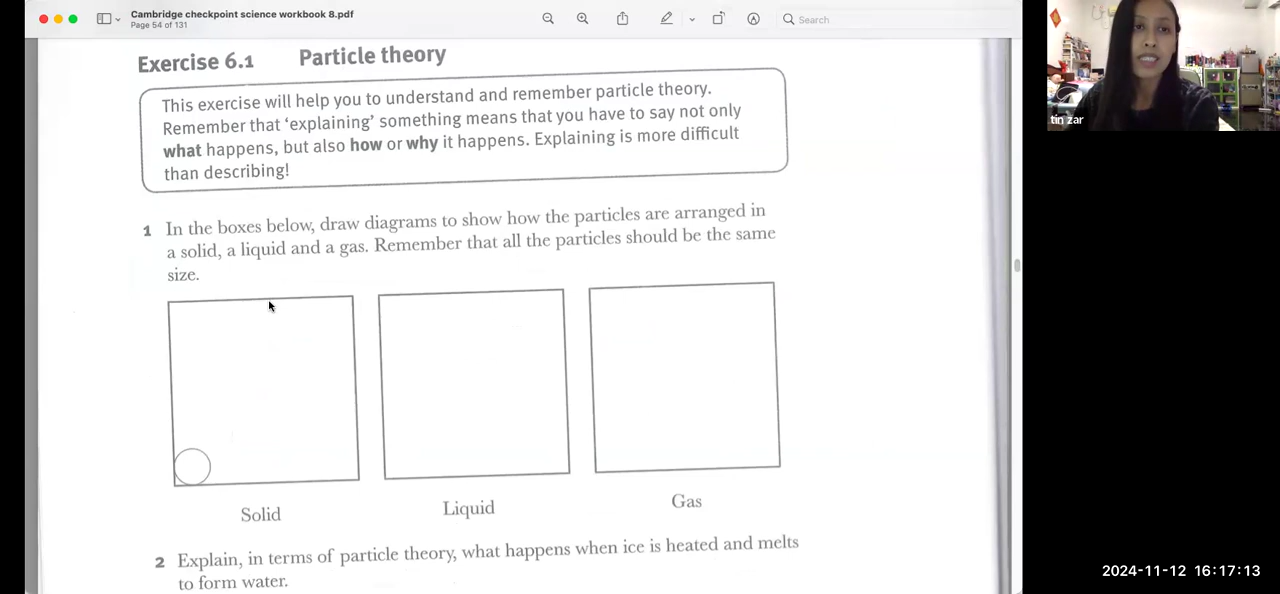 Cambridge checkpoint science workbook 8.pdf
Page 54 of 131
Search
Exercise 6.1 Particle theory
This exercise will help you to understand and remember particle theory.
Remember that ‘explaining’ something means that you have to say not only
what happens, but also how or why it happens. Explaining is more difficult
than describing!
1 In the boxes below, draw diagrams to show how the particles are arranged in
a solid, a liquid and a gas. Remember that all the particles should be the same
size.
Solid
Liquid
Gas
2 Explain, in terms of particle theory, what happens when ice is heated and melts
to form water.
tin zar
2024-11-12 16:17:13